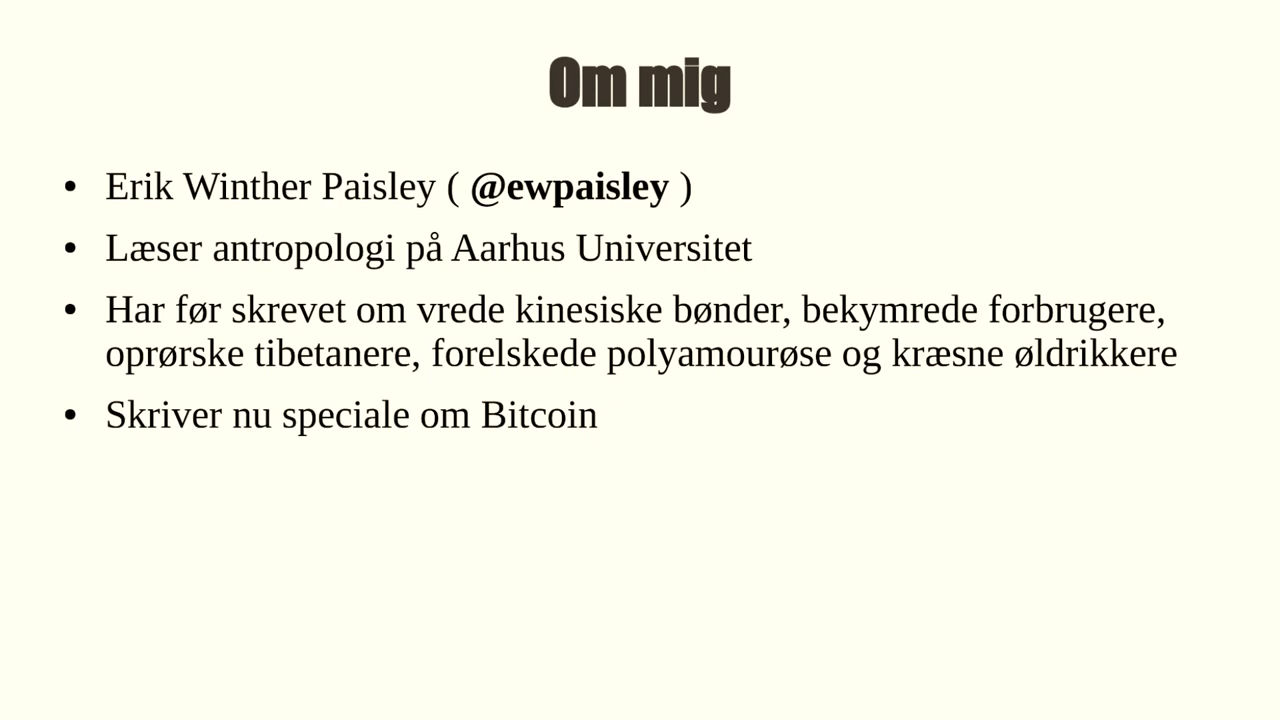 Om mig
• Erik Winther Paisley ( @ewpaisley )
• Læser antropologi på Aarhus Universitet
• Har før skrevet om vrede kinesiske bønder, bekymrede forbrugere,
oprørske tibetanere, forelskede polyamourøse og kræsne øldrikkere
• Skriver nu speciale om Bitcoin